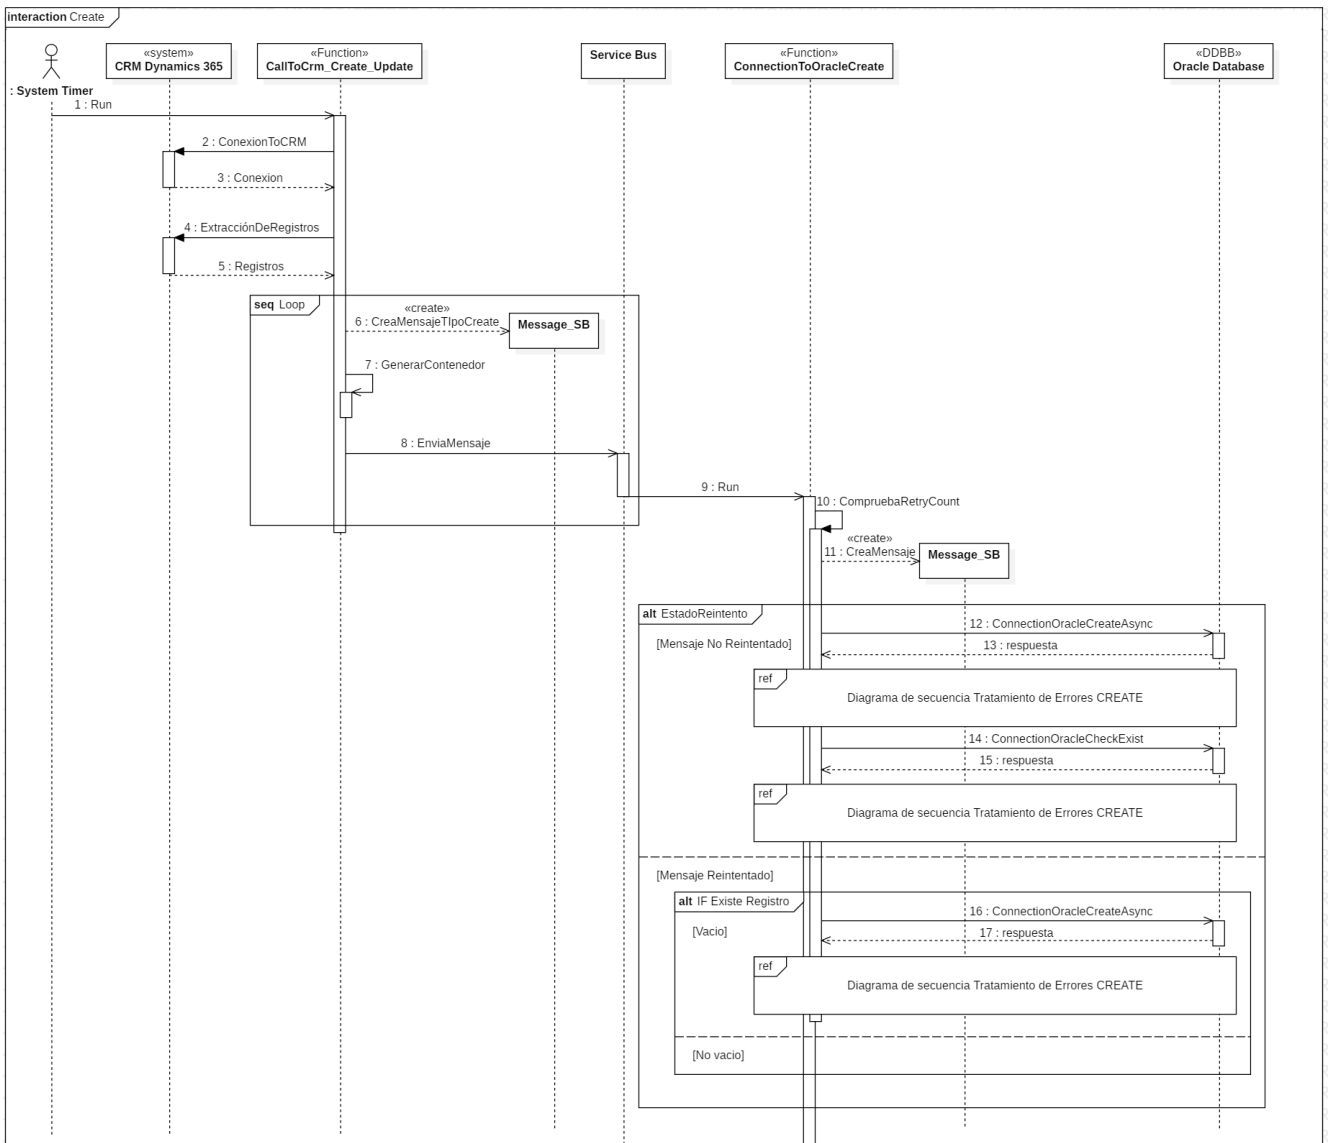 interaction Create
«system»
CRM Dynamics 365
«Function»
CallToCrm_Create_Update
Service Bus
«Function»
ConnectionToOracleCreate
«DDBB»
Oracle Database
: System Timer
1 : Run
2 : ConexionToCRM
3 : Conexion
4 : ExtracciónDeRegistros
5 : Registros
seq Loop
«create»
6 : CreaMensajeTIpoCreate
Message_SB
7 : GenerarContenedor
8 : EnviaMensaje
9 : Run
10 : CompruebaRetryCount
«create»
11 : CreaMensaje
Message_SB
alt EstadoReintento
12 : ConnectionOracleCreateAsync
[Mensaje No Reintentado]
13 : respuesta
ref
Diagrama de secuencia Tratamiento de Errores CREATE
14 : ConnectionOracleCheckExist
15 : respuesta
ref
Diagrama de secuencia Tratamiento de Errores CREATE
[Mensaje Reintentado]
alt IF Existe Registro
16 : ConnectionOracleCreateAsync
[Vacio]
17 : respuesta
ref
Diagrama de secuencia Tratamiento de Errores CREATE
[No vacio]